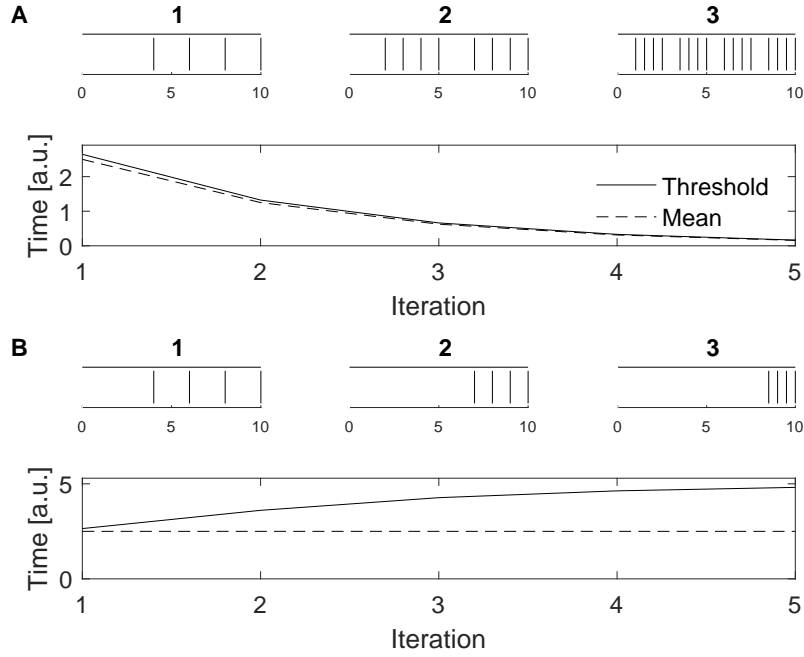 A
1 2 3
0 5 10 0 5 10 0 5 10
Time [a.u.]
2
1
0
Threshold
Mean
1 2 3 4 5
Iteration
B
1 2 3
0 5 10 0 5 10 0 5 10
Time [a.u.]
5
0
1 2 3 4 5
Iteration